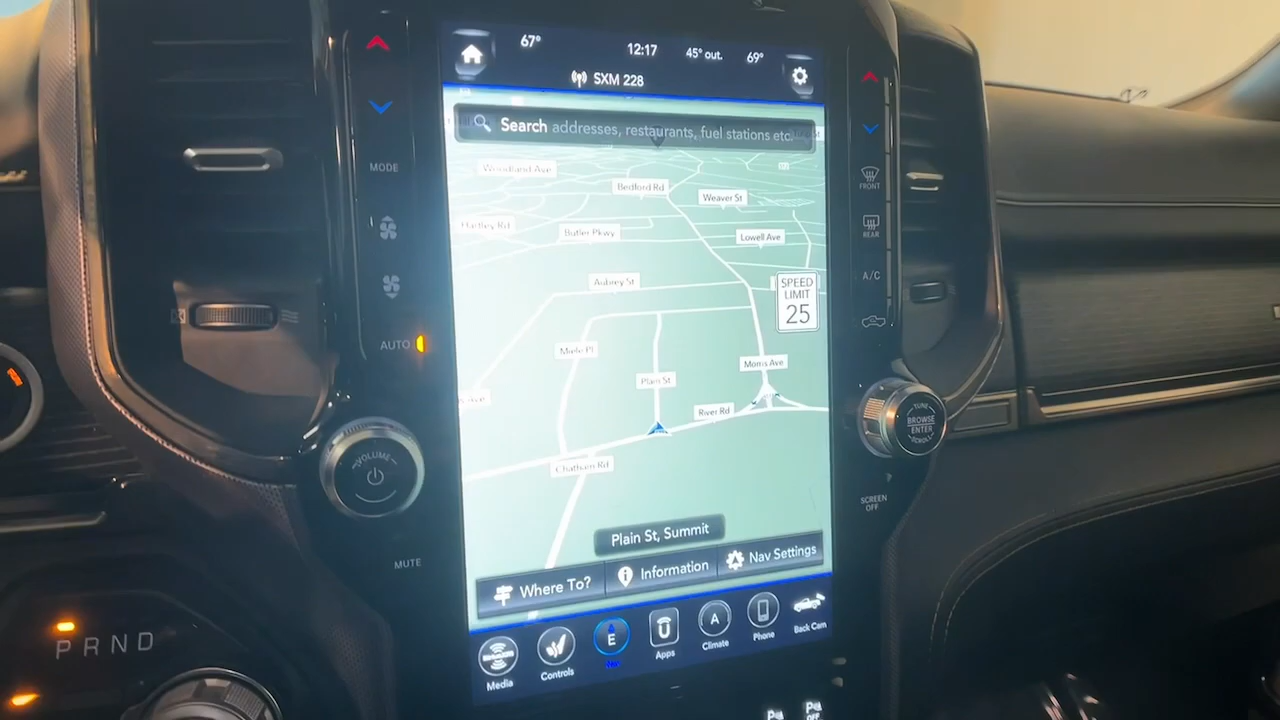 67° 12:17 45° out. 69°
SXM 228
Search addresses, restaurants, fuel stations etc.
Woodland Ave
Bedford Rd
Weaver St
Hartley Rd
Butler Pkwy
Lowell Ave
Aubrey St
SPEED
LIMIT
25
Miele Pl
Morris Ave
Plain St
River Rd
Chatham Rd
Plain St, Summit
Where To?
Information
Nav Settings
Media
Controls
E
Apps
A
Climate
Phone
Back Cam
MODE
AUTO
VOLUME
MUTE
FRONT
REAR
A/C
TUNE
BROWSE
ENTER
SCROLL
SCREEN
OFF
P R N D
OFF